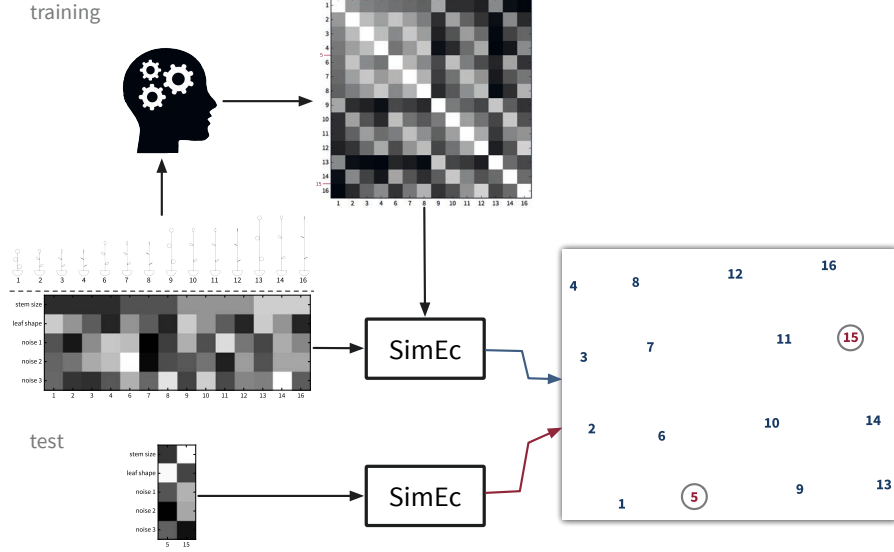 training
1
2
3
4
5
6
7
8
9
10
11
12
13
14
15
16
1 2 3 4 6 7 8 9 10 11 12 13 14 16
1 2 3 4 6 7 8 9 10 11 12 13 14 16
stem size
leaf shape
noise 1
noise 2
noise 3
1 2 3 4 6 7 8 9 10 11 12 13 14 16
SimEc
test
stem size
leaf shape
noise 1
noise 2
noise 3
5 15
SimEc
4 8 12 16
3 7 11 15
2 6 10 14
1 5 9 13